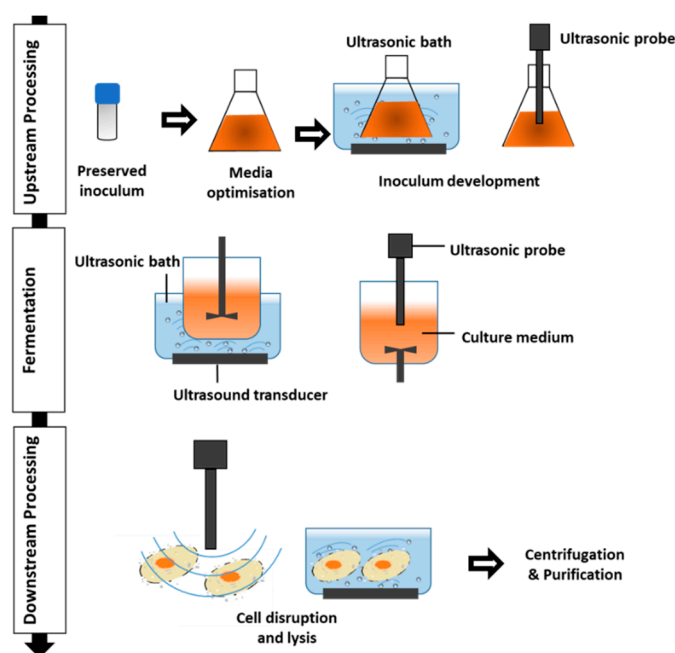 Upstream Processing
Ultrasonic bath
Ultrasonic probe
Preserved
inoculum
Media
optimisation
Inoculum development
Fermentation
Ultrasonic bath
Ultrasonic probe
Culture medium
Ultrasound transducer
Downstream Processing
Cell disruption
and lysis
Centrifugation
& Purification